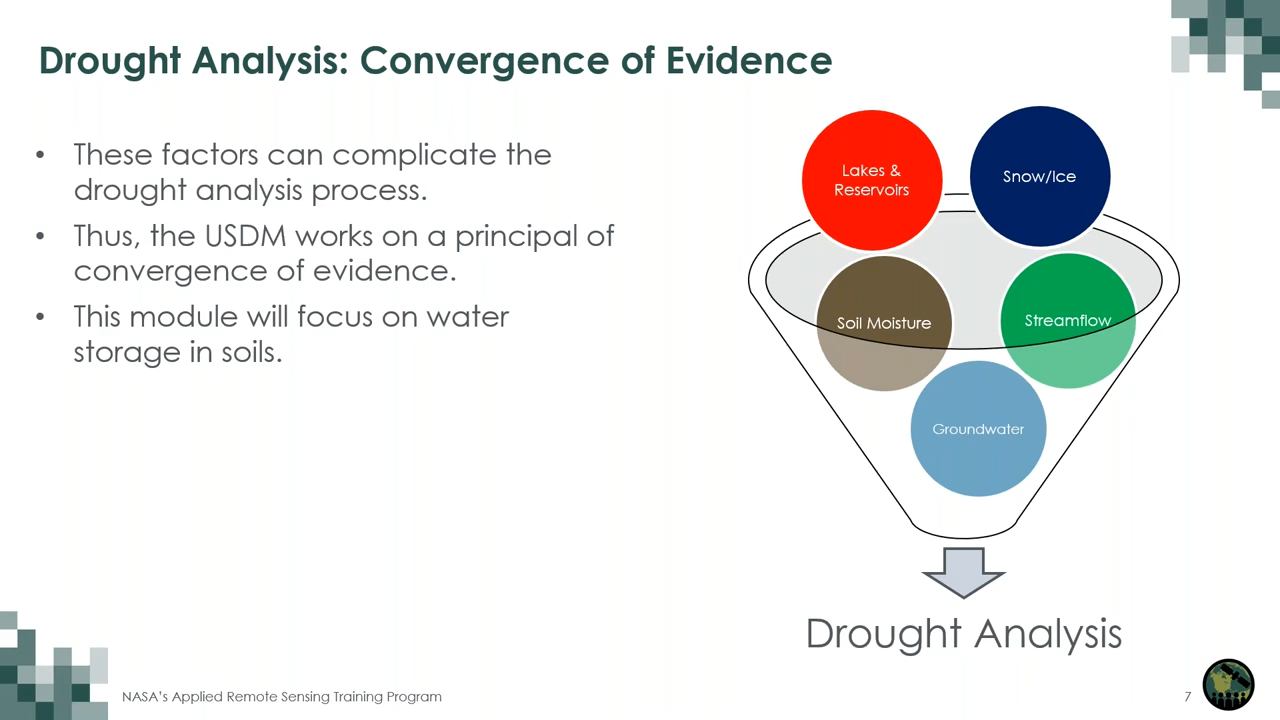 Drought Analysis: Convergence of Evidence
• These factors can complicate the
drought analysis process.
• Thus, the USDM works on a principal of
convergence of evidence.
• This module will focus on water
storage in soils.
Lakes &
Reservoirs
Snow/Ice
Soil Moisture
Streamflow
Groundwater
Drought Analysis
NASA's Applied Remote Sensing Training Program
7